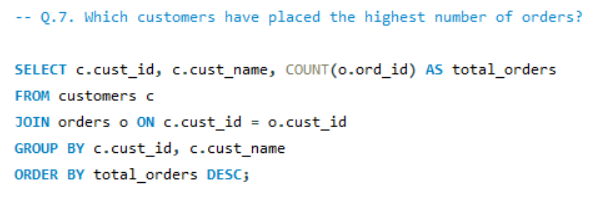 -- Q.7. Which customers have placed the highest number of orders?
SELECT c.cust_id, c.cust_name, COUNT(o.ord_id) AS total_orders
FROM customers c
JOIN orders o ON c.cust_id = o.cust_id
GROUP BY c.cust_id, c.cust_name
ORDER BY total_orders DESC;